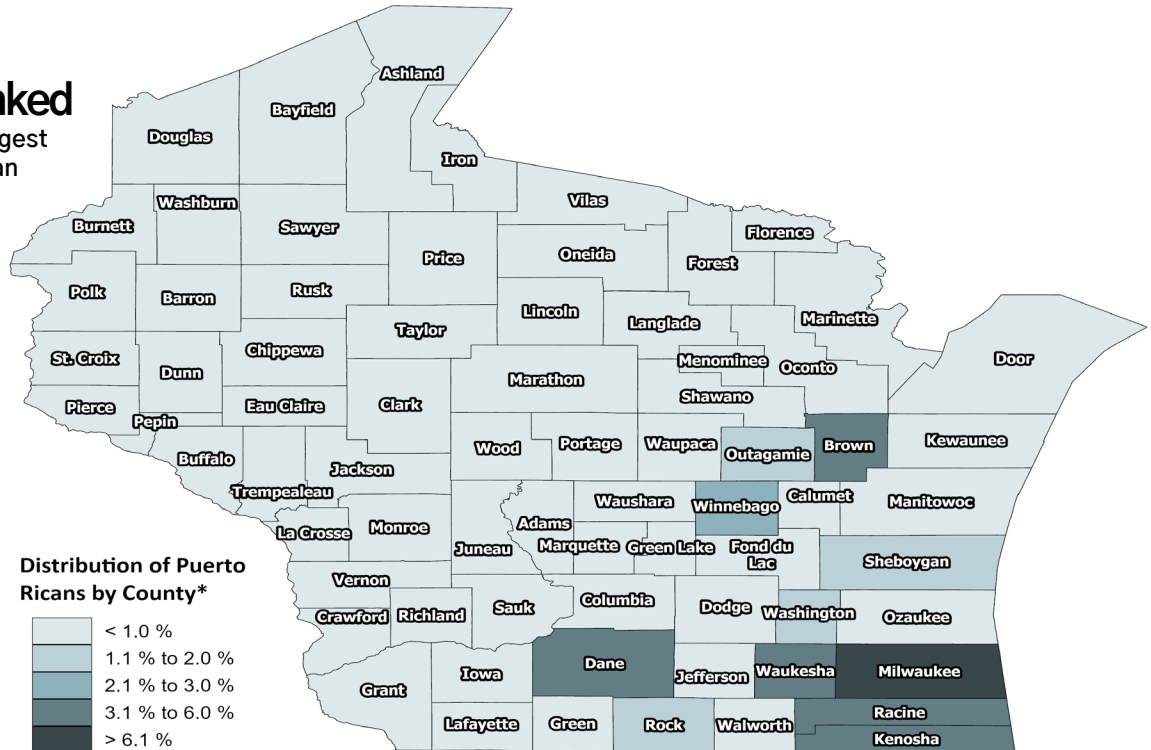 nked
gest
an
Ashland
Bayfield
Douglas
Iron
Washburn
Vilas
Burnett
Sawyer
Florence
Price
Oneida
Forest
Polk
Barron
Rusk
Lincoln
Langlade
Marinette
Taylor
St. Croix
Chippewa
Menominee
Door
Dunn
Oconto
Marathon
Shawano
Pierce
Eau Claire
Clark
Pepin
Wood
Portage
Waupaca
Outagamie
Brown
Kewaunee
Buffalo
Jackson
Trempealeau
Waushara
Winnebago
Calumet
Manitowoc
La Crosse
Monroe
Adams
Juneau
Marquette
Green Lake
Fond du
Lac
Sheboygan
Vernon
Crawford
Richland
Sauk
Columbia
Dodge
Washington
Ozaukee
Grant
Iowa
Dane
Jefferson
Waukesha
Milwaukee
Lafayette
Green
Rock
Walworth
Racine
Kenosha
Distribution of Puerto
Ricans by County*
< 1.0 %
1.1 % to 2.0 %
2.1 % to 3.0 %
3.1 % to 6.0 %
> 6.1 %